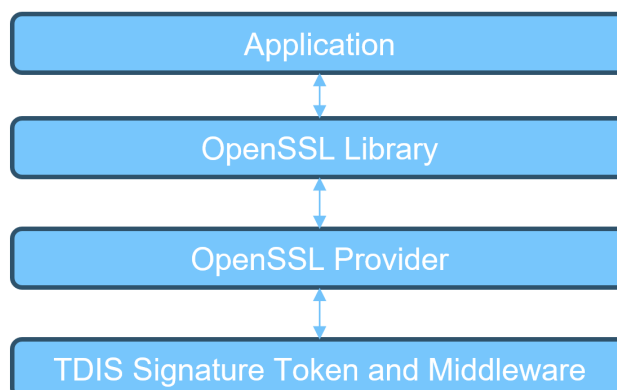 Application
OpenSSL Library
OpenSSL Provider
TDIS Signature Token and Middleware